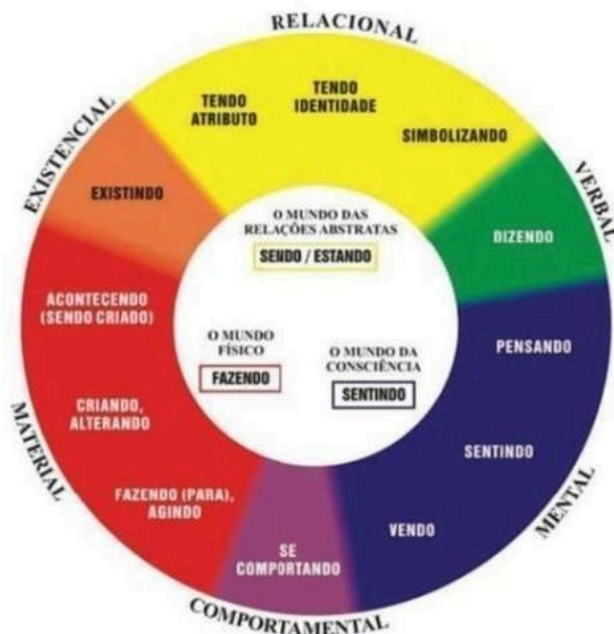 RELACIONAL
TENDO
ATRIBUTO
TENDO
IDENTIDADE
SIMBOLIZANDO
EXISTENCIAL
EXISTINDO
VERBAL
DIZENDO
O MUNDO DAS
RELAÇÕES ABSTRATAS
SENDO / ESTANDO
ACONTECENDO
(SENDO CRIADO)
O MUNDO
FÍSICO
FAZENDO
O MUNDO DA
CONSCIÊNCIA
SENTINDO
PENSANDO
CRIANDO,
ALTERANDO
SENTINDO
MATERIAL
FAZENDO (PARA),
AGINDO
VENDO
MENTAL
SE
COMPORTANDO
COMPORTAMENTAL